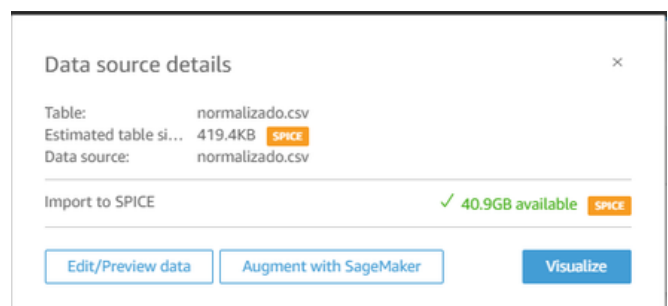 Data source details
Table: normalizado.csv
Estimated table si... 419.4KB SPICE
Data source: normalizado.csv
Import to SPICE 40.9GB available SPICE
Edit/Preview data Augment with SageMaker Visualize